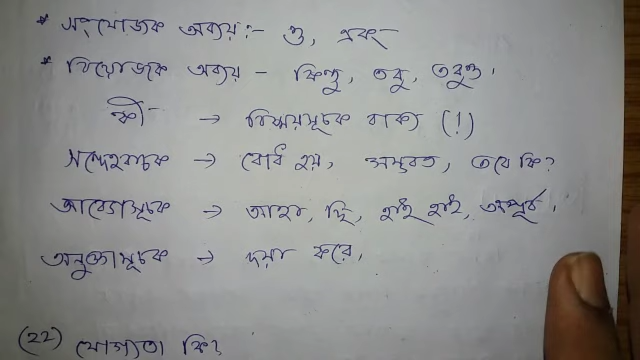 * সংযোজক অব্যয়:- ও, এবং
* বিয়োজক অব্যয় - কিন্তু, তবু, তবুও।
কী → বিস্ময়সূচক বাক্য (!)
সন্দেহবাচক → বোধ হয়, সম্ভবত, তবে কি?
আবেগসূচক → আহা, ছি, হায় হায়, অপূর্ব।
অনুজ্ঞাসূচক → দয়া করে,
(22) যোগ্যতা কি?